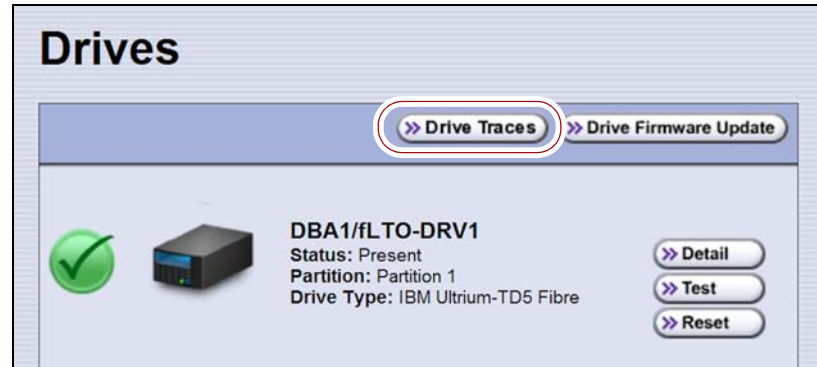 Drives
Drive Traces
Drive Firmware Update
DBA1/fLTO-DRV1
Status: Present
Partition: Partition 1
Drive Type: IBM Ultrium-TD5 Fibre
Detail
Test
Reset